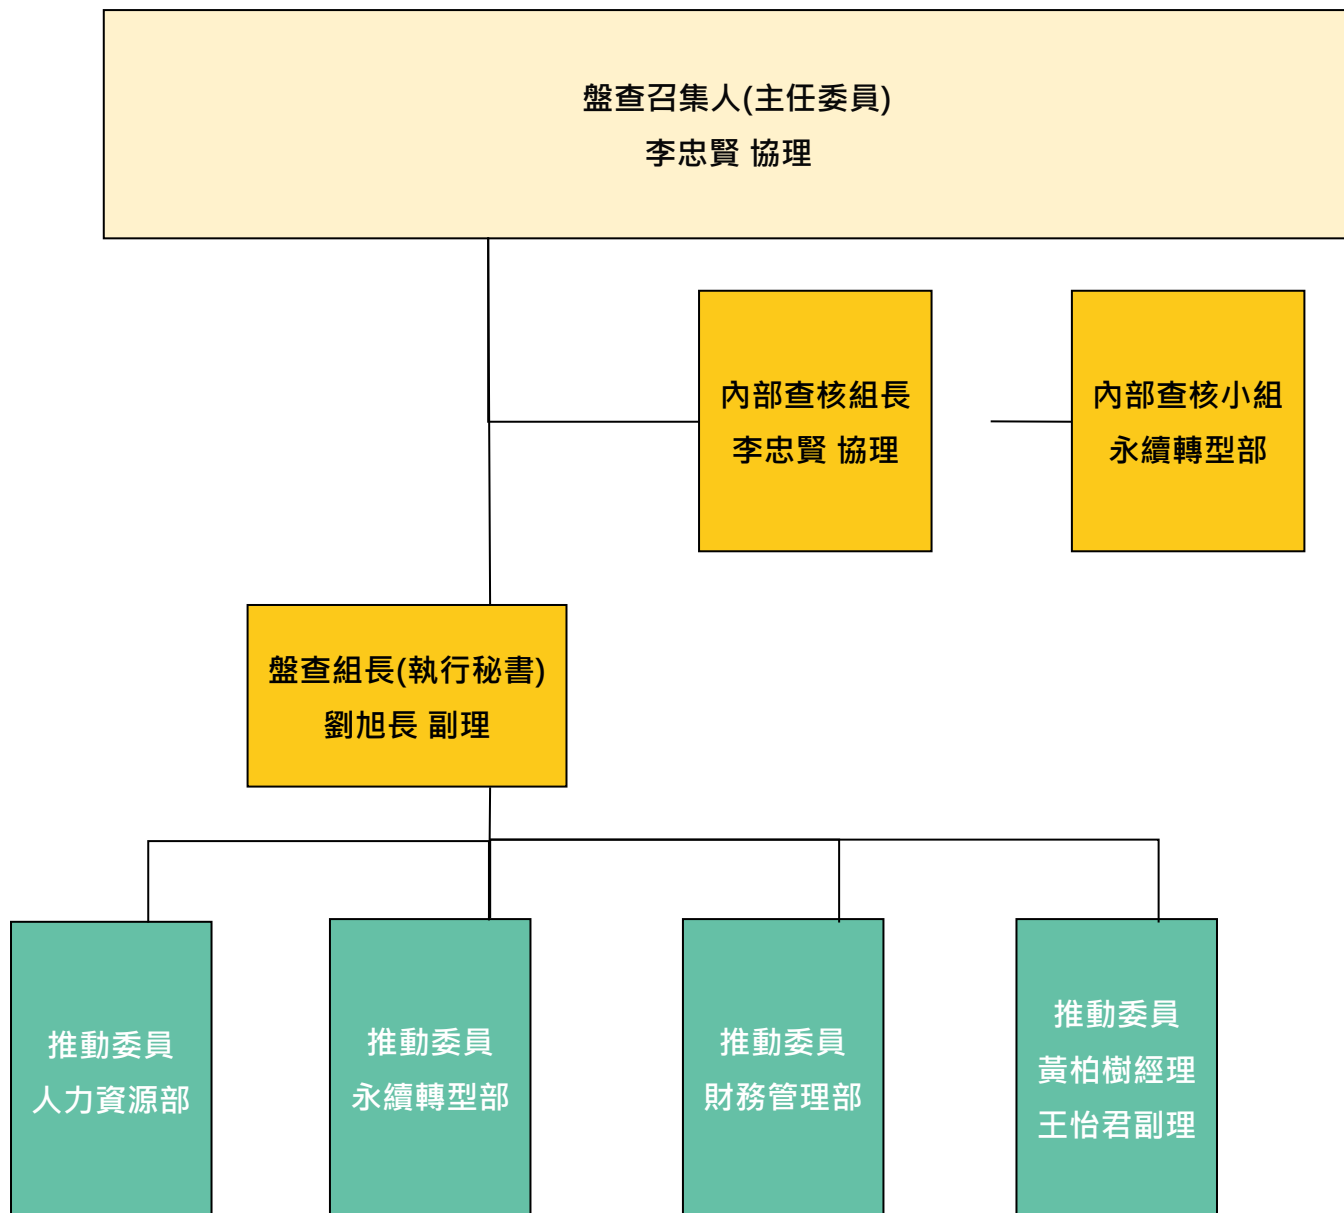 盤查召集人(主任委員)
李忠賢 協理
內部查核組長
李忠賢 協理
內部查核小組
永續轉型部
盤查組長(執行秘書)
劉旭長 副理
推動委員
人力資源部
推動委員
永續轉型部
推動委員
財務管理部
推動委員
黃柏樹經理
王怡君副理